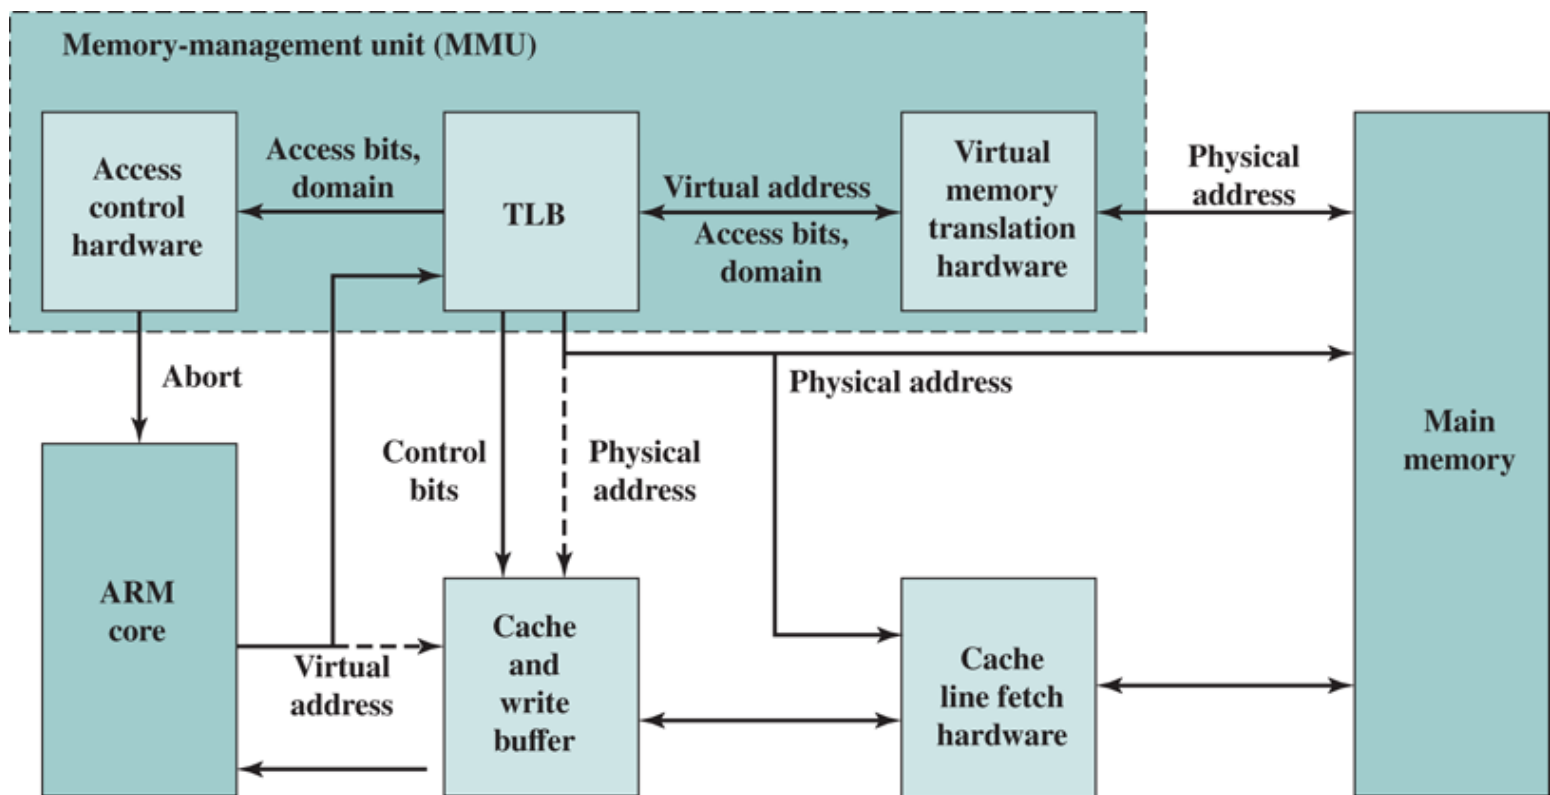 Memory-management unit (MMU)
Access
control
hardware
Access bits,
domain
TLB
Virtual address
Access bits,
domain
Virtual
memory
translation
hardware
Physical
address
Abort
Control
bits
Physical
address
Physical address
Main
memory
ARM
core
Virtual
address
Cache
and
write
buffer
Cache
line fetch
hardware